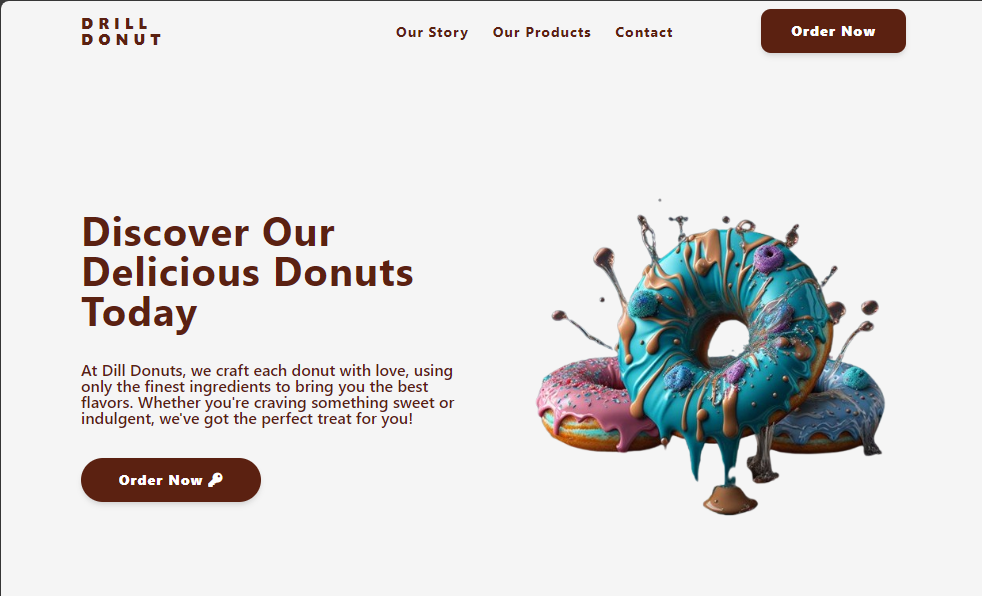 DRILL
DONUT
Our Story
Our Products
Contact
Order Now
Discover Our
Delicious Donuts
Today
At Dill Donuts, we craft each donut with love, using
only the finest ingredients to bring you the best
flavors. Whether you're craving something sweet or
indulgent, we've got the perfect treat for you!
Order Now